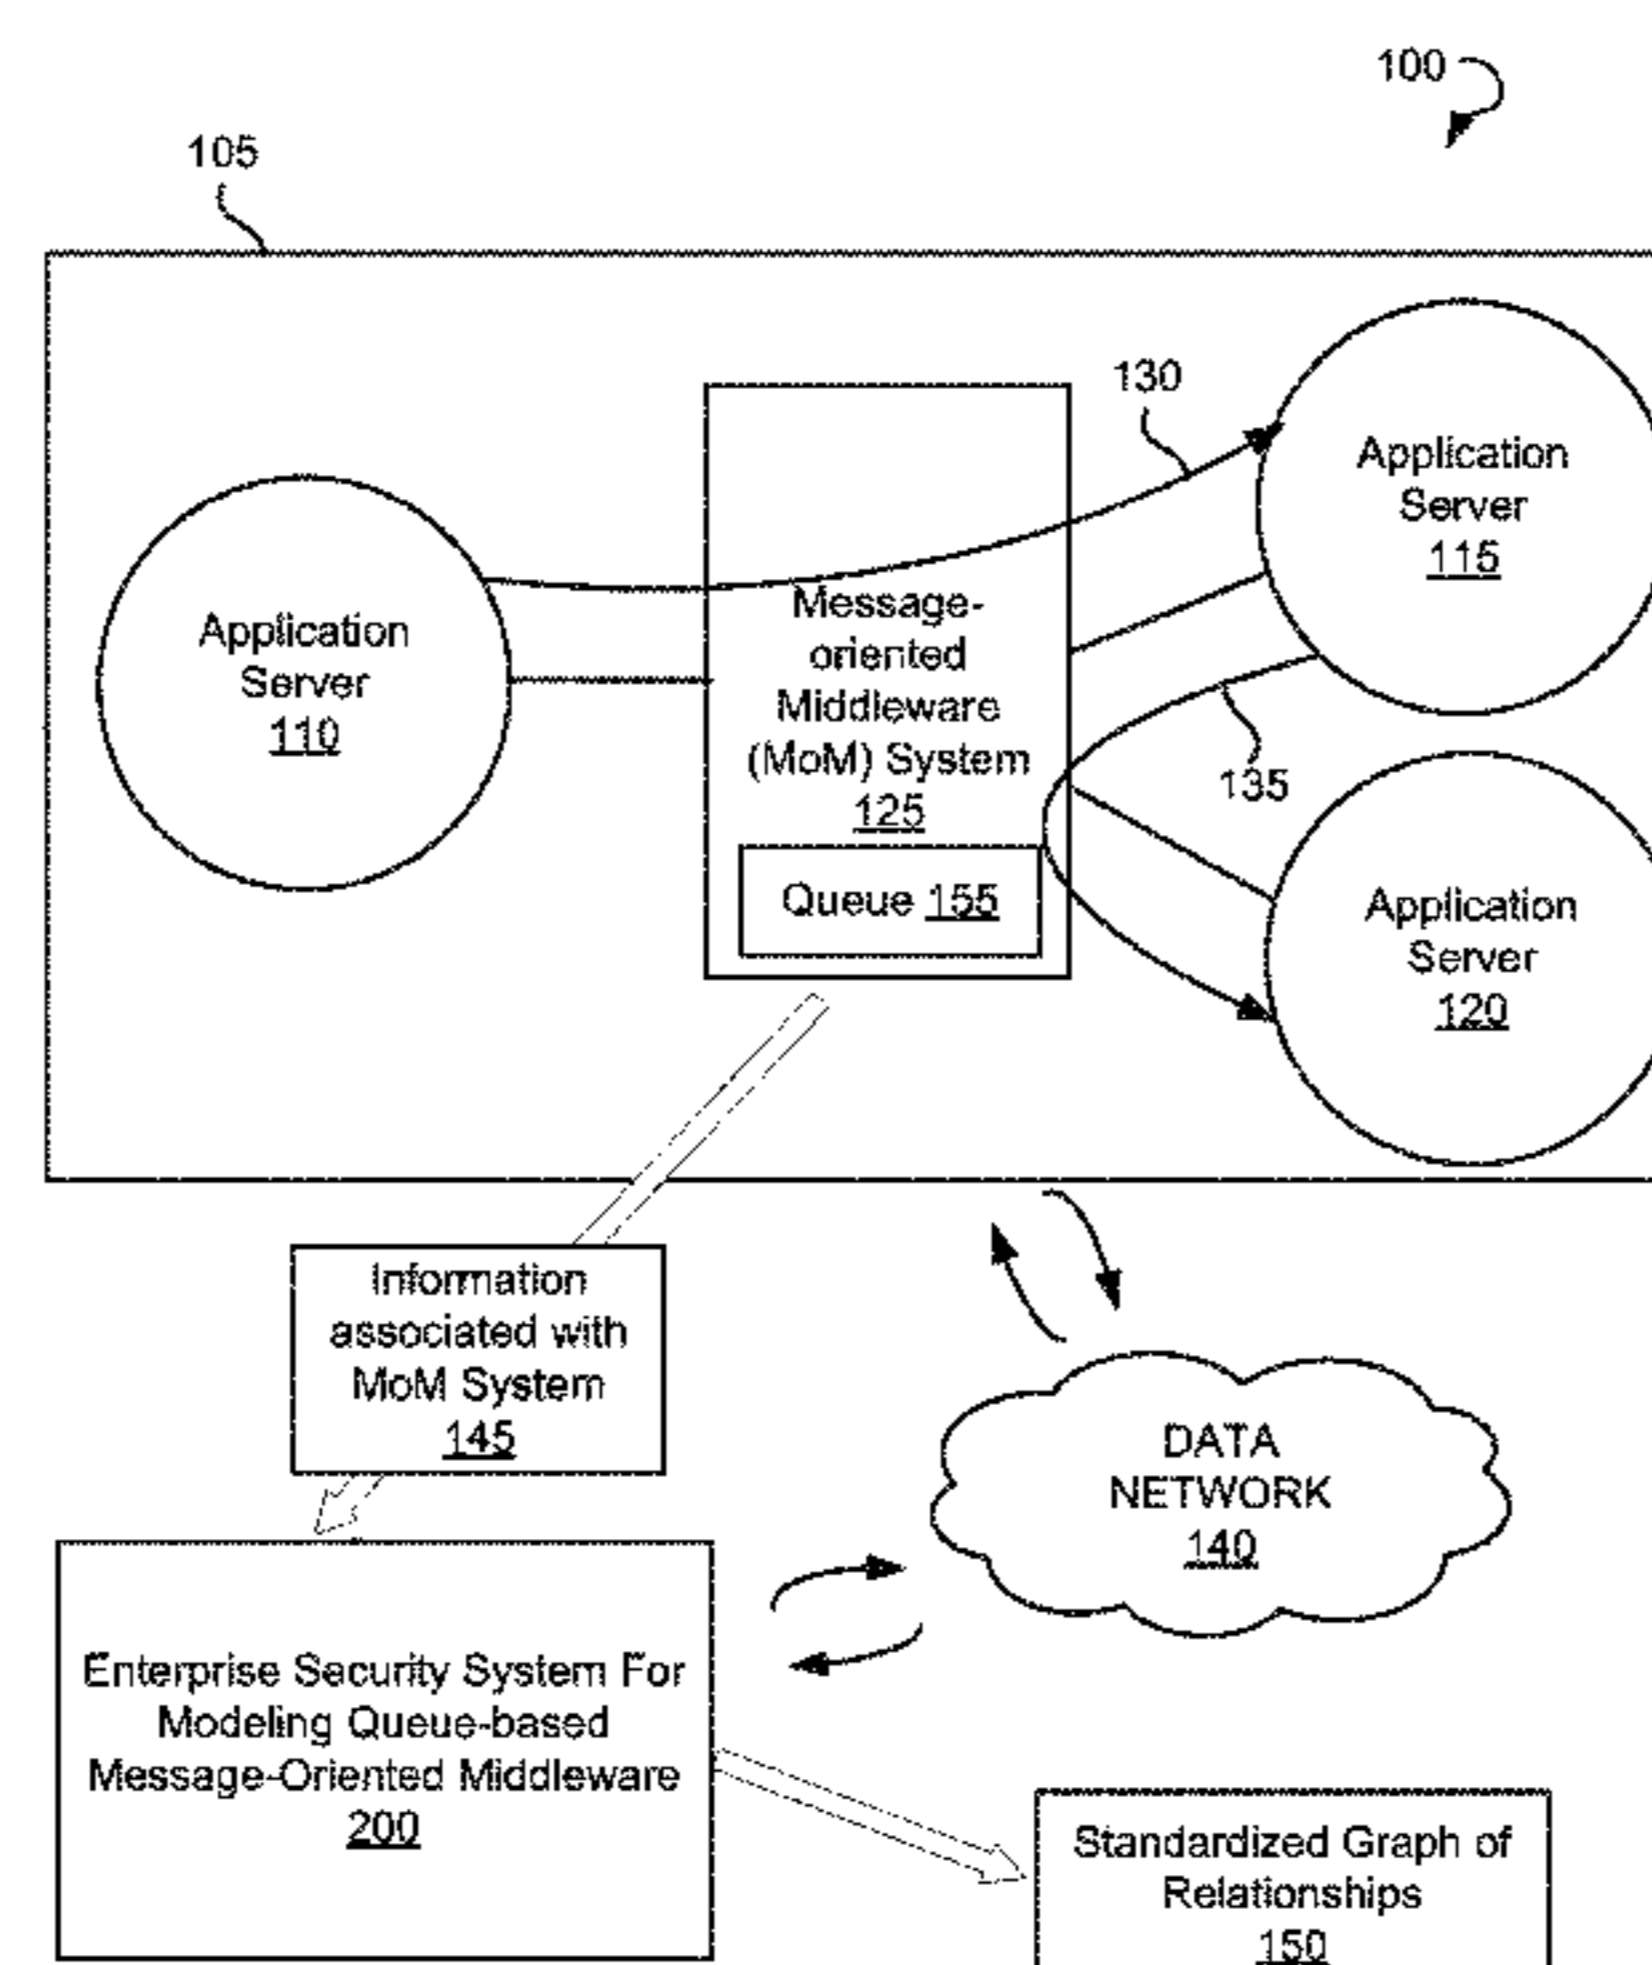 100
105
130
Application
Server
115
Application
Server
110
Message-
oriented
Middleware
(MoM) System
125
135
Queue 155
Application
Server
120
Information
associated with
MoM System
145
DATA
NETWORK
140
Enterprise Security System For
Modeling Queue-based
Message-Oriented Middleware
200
Standardized Graph of
Relationships
150